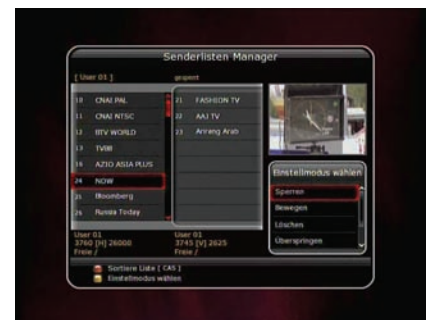 Senderlisten Manager
[ User 01 ]
gesperrt
10 CNAI PAL
11 CNAI NTSC
12 BTV WORLD
13 TV88
18 AZIO ASIA PLUS
24 NOW
25 Bloomberg
26 Russia Today
21 FASHION TV
22 AAJ TV
23 Arirang Arab
Einstellmodus wählen
Sperren
Bewegen
Löschen
Überspringen
User 01
3760 [H] 26000
Freie /
User 01
3745 [V] 2625
Freie /
Sortiere Liste [ CAS ]
Einstellmodus wählen